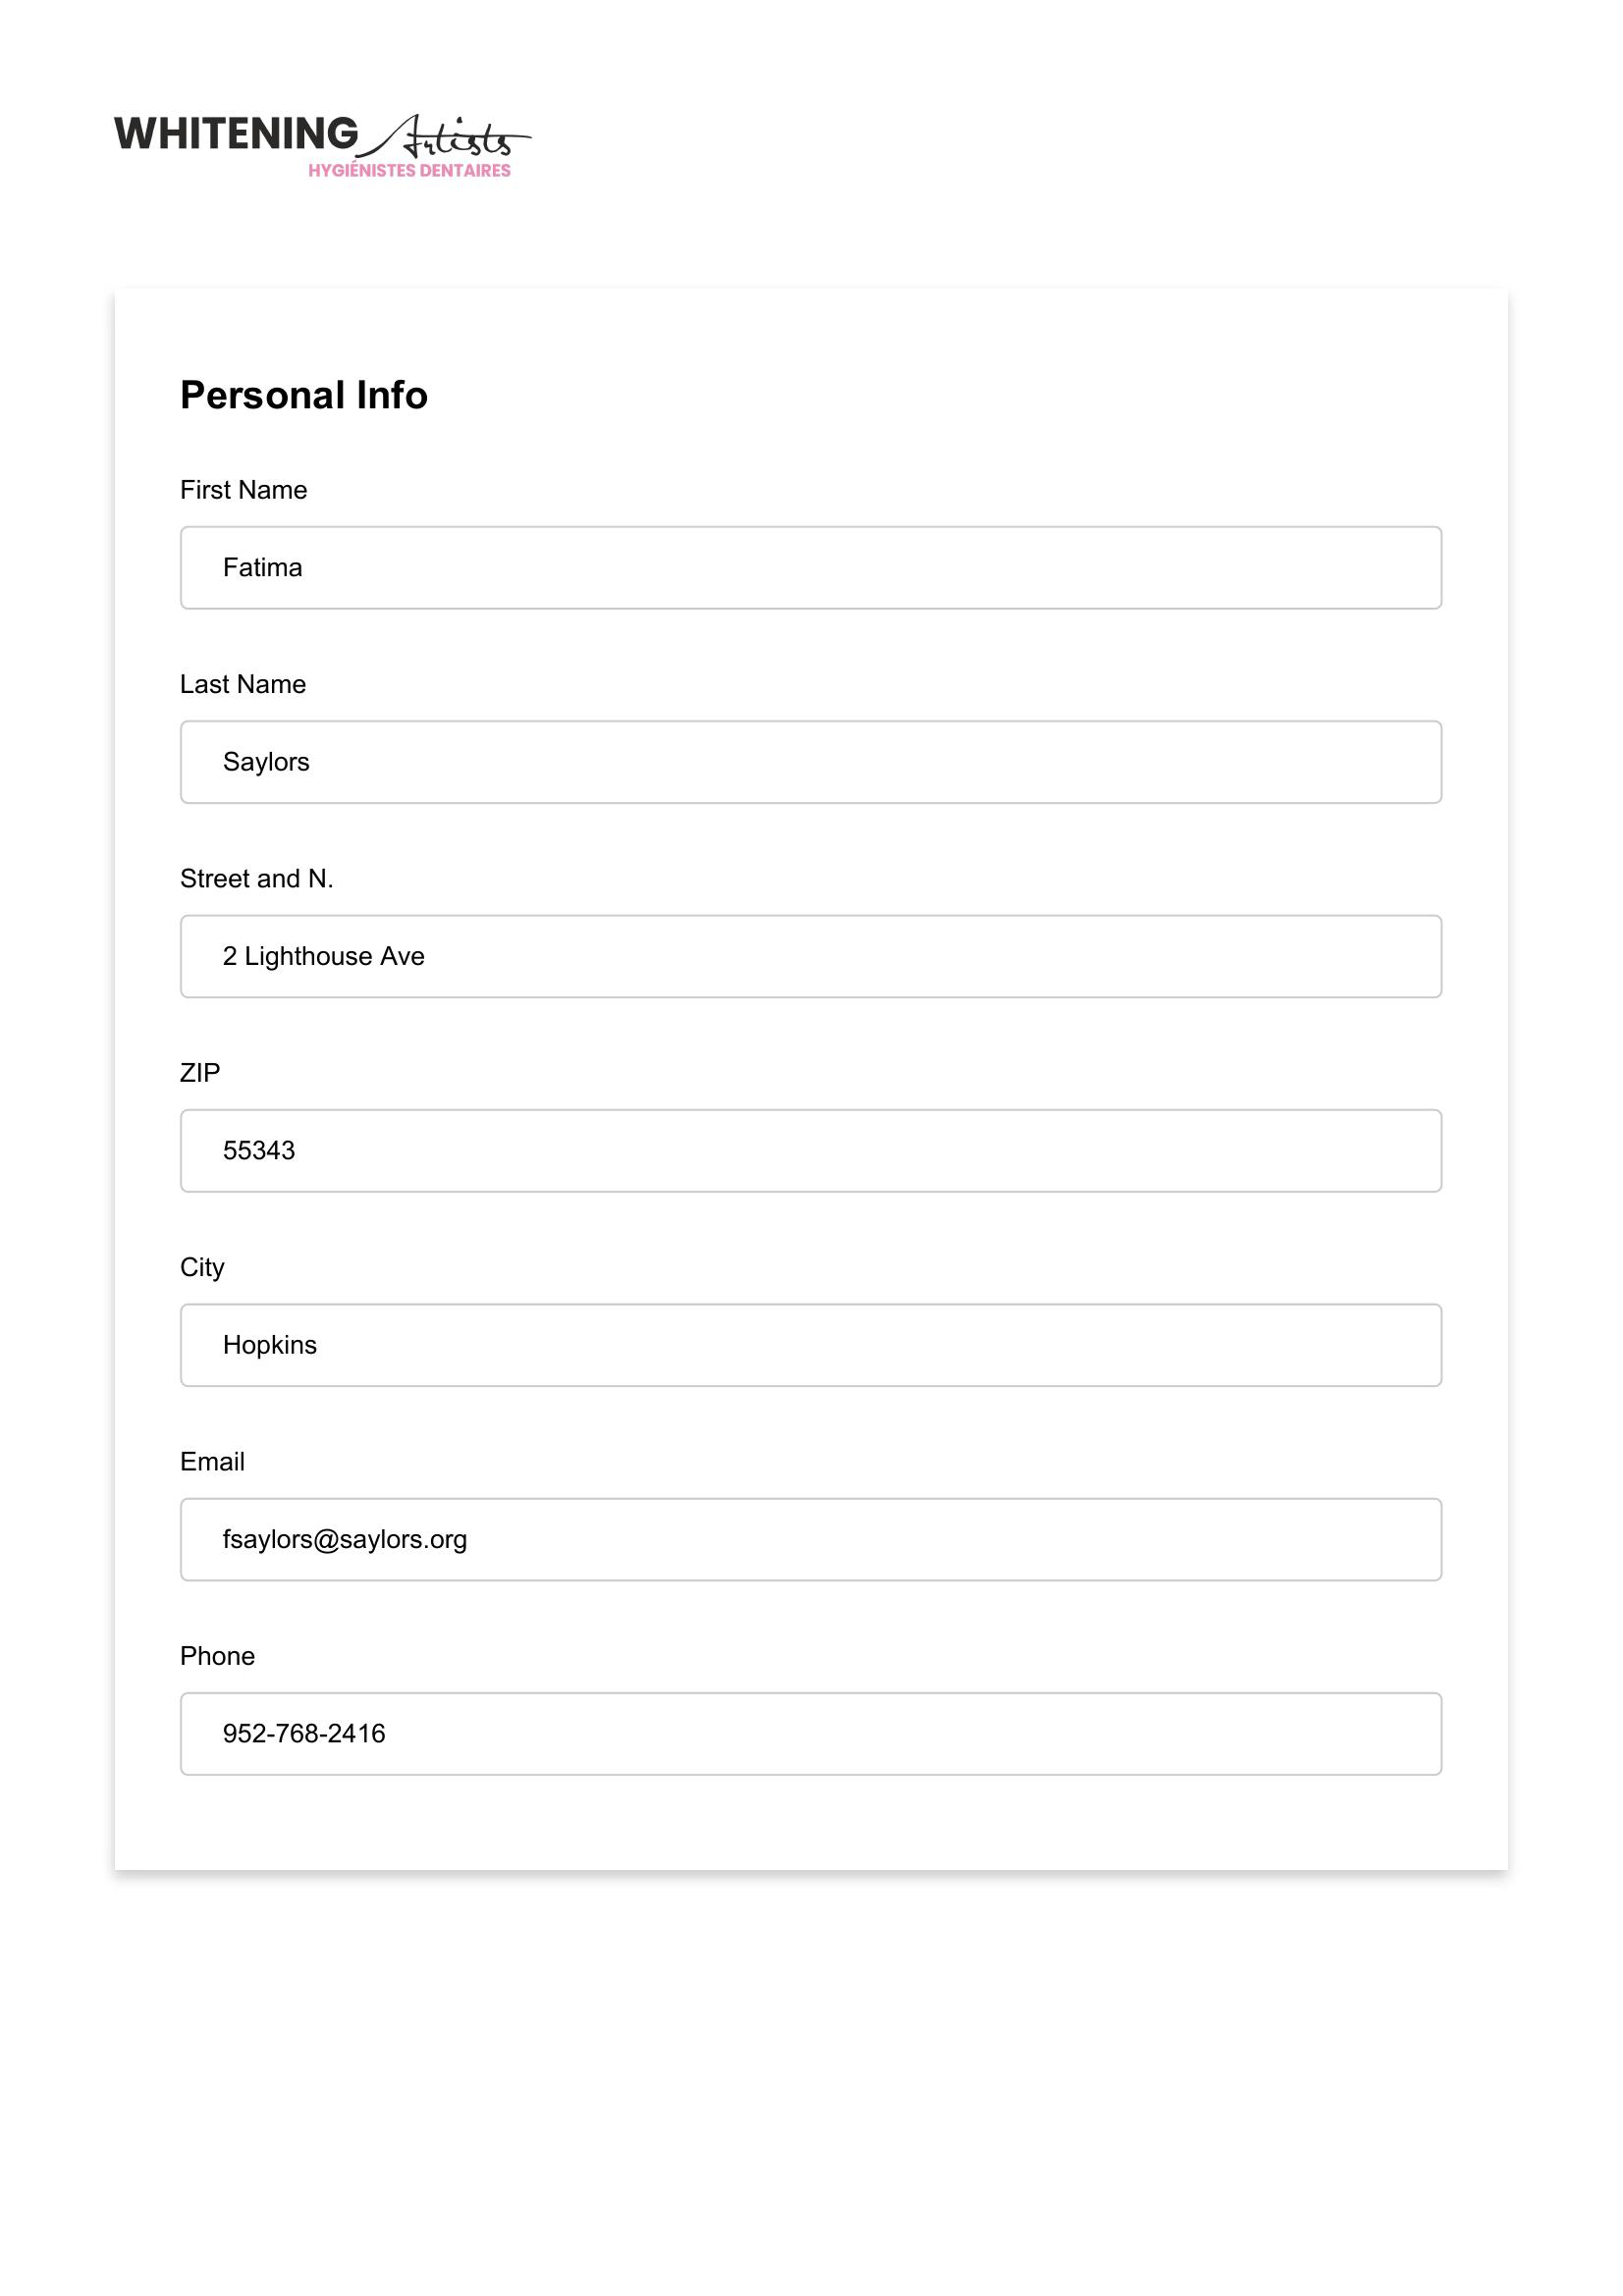 WHITENING Artists
HYGIÉNISTES DENTAIRES
Personal Info
First Name
Fatima
Last Name
Saylors
Street and N.
2 Lighthouse Ave
ZIP
55343
City
Hopkins
Email
fsaylors@saylors.org
Phone
952-768-2416